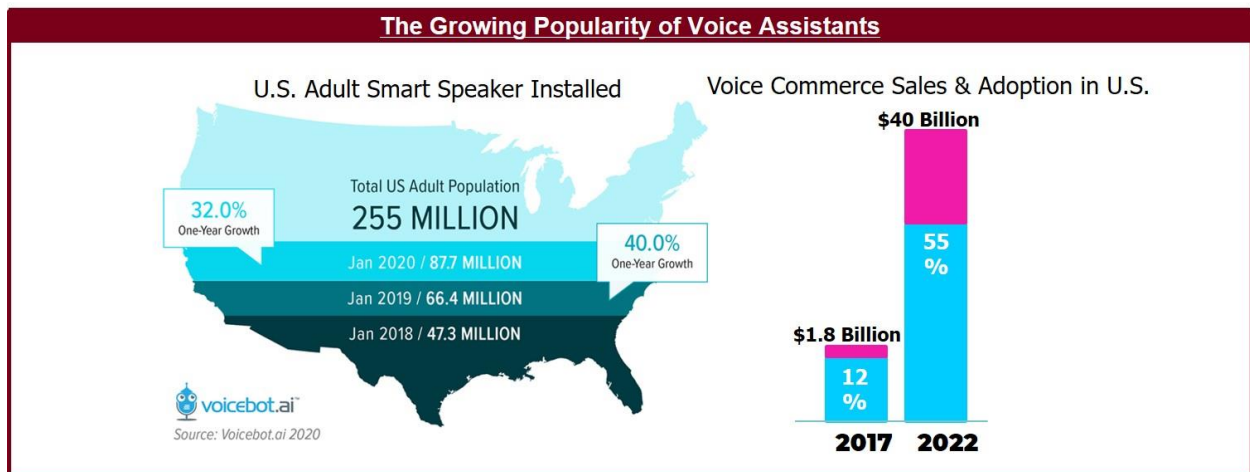 The Growing Popularity of Voice Assistants
U.S. Adult Smart Speaker Installed
Total US Adult Population
255 MILLION
32.0%
One-Year Growth
40.0%
One-Year Growth
Jan 2020 / 87.7 MILLION
Jan 2019 / 66.4 MILLION
Jan 2018 / 47.3 MILLION
voicebot.ai™
Source: Voicebot.ai 2020
Voice Commerce Sales & Adoption in U.S.
$40 Billion
55
%
$1.8 Billion
12
%
2017 2022